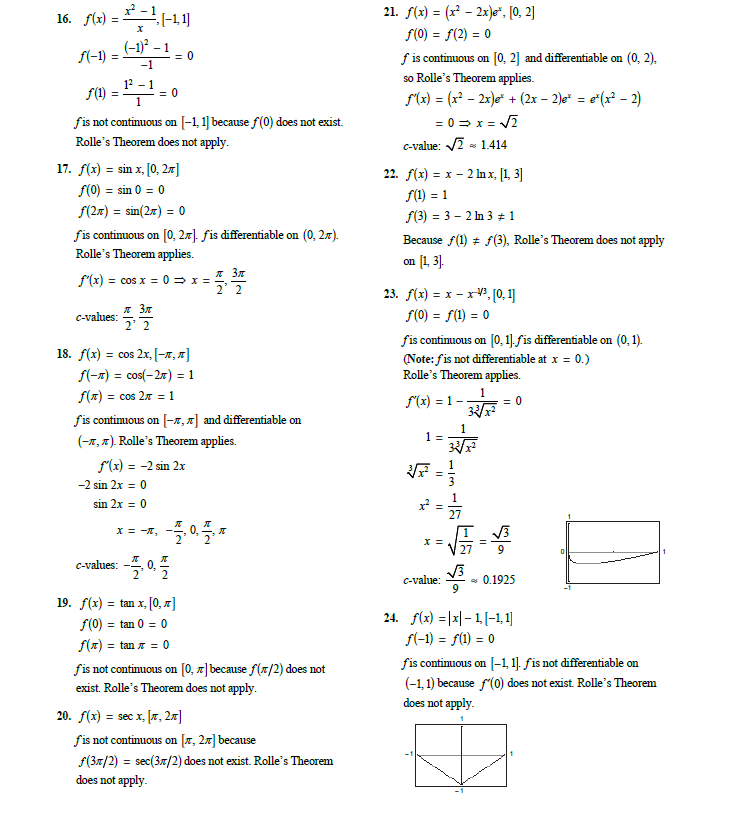 16. f(x) = (x² − 1)/x, [−1, 1]
f(−1) = ((−1)² − 1)/−1 = 0
f(1) = (1² − 1)/1 = 0
f is not continuous on [−1, 1] because f(0) does not exist.
Rolle's Theorem does not apply.
17. f(x) = sin x, [0, 2π]
f(0) = sin 0 = 0
f(2π) = sin(2π) = 0
f is continuous on [0, 2π]. f is differentiable on (0, 2π).
Rolle's Theorem applies.
f′(x) = cos x = 0 ⇒ x = π/2, 3π/2
c-values: π/2, 3π/2
18. f(x) = cos 2x, [−π, π]
f(−π) = cos(−2π) = 1
f(π) = cos 2π = 1
f is continuous on [−π, π] and differentiable on
(−π, π). Rolle's Theorem applies.
f′(x) = −2 sin 2x
−2 sin 2x = 0
sin 2x = 0
x = −π, −π/2, 0, π/2, π
c-values: −π/2, 0, π/2
19. f(x) = tan x, [0, π]
f(0) = tan 0 = 0
f(π) = tan π = 0
f is not continuous on [0, π] because f(π/2) does not
exist. Rolle's Theorem does not apply.
20. f(x) = sec x, [π, 2π]
f is not continuous on [π, 2π] because
f(3π/2) = sec(3π/2) does not exist. Rolle's Theorem
does not apply.
21. f(x) = (x² − 2x)eˣ, [0, 2]
f(0) = f(2) = 0
f is continuous on [0, 2] and differentiable on (0, 2),
so Rolle's Theorem applies.
f′(x) = (x² − 2x)eˣ + (2x − 2)eˣ = eˣ(x² − 2)
= 0 ⇒ x = √2
c-value: √2 ≈ 1.414
22. f(x) = x − 2 ln x, [1, 3]
f(1) = 1
f(3) = 3 − 2 ln 3 ≠ 1
Because f(1) ≠ f(3), Rolle's Theorem does not apply
on [1, 3].
23. f(x) = x − x^1/3, [0, 1]
f(0) = f(1) = 0
f is continuous on [0, 1]. f is differentiable on (0, 1).
(Note: f is not differentiable at x = 0.)
Rolle's Theorem applies.
f′(x) = 1 − 1/(3∛x²) = 0
1 = 1/(3∛x²)
∛x² = 1/3
x² = 1/27
x = √(1/27) = √3/9
c-value: √3/9 ≈ 0.1925
1
0
1
−1
24. f(x) = |x| − 1, [−1, 1]
f(−1) = f(1) = 0
f is continuous on [−1, 1]. f is not differentiable on
(−1, 1) because f′(0) does not exist. Rolle's Theorem
does not apply.
1
−1
1
−1